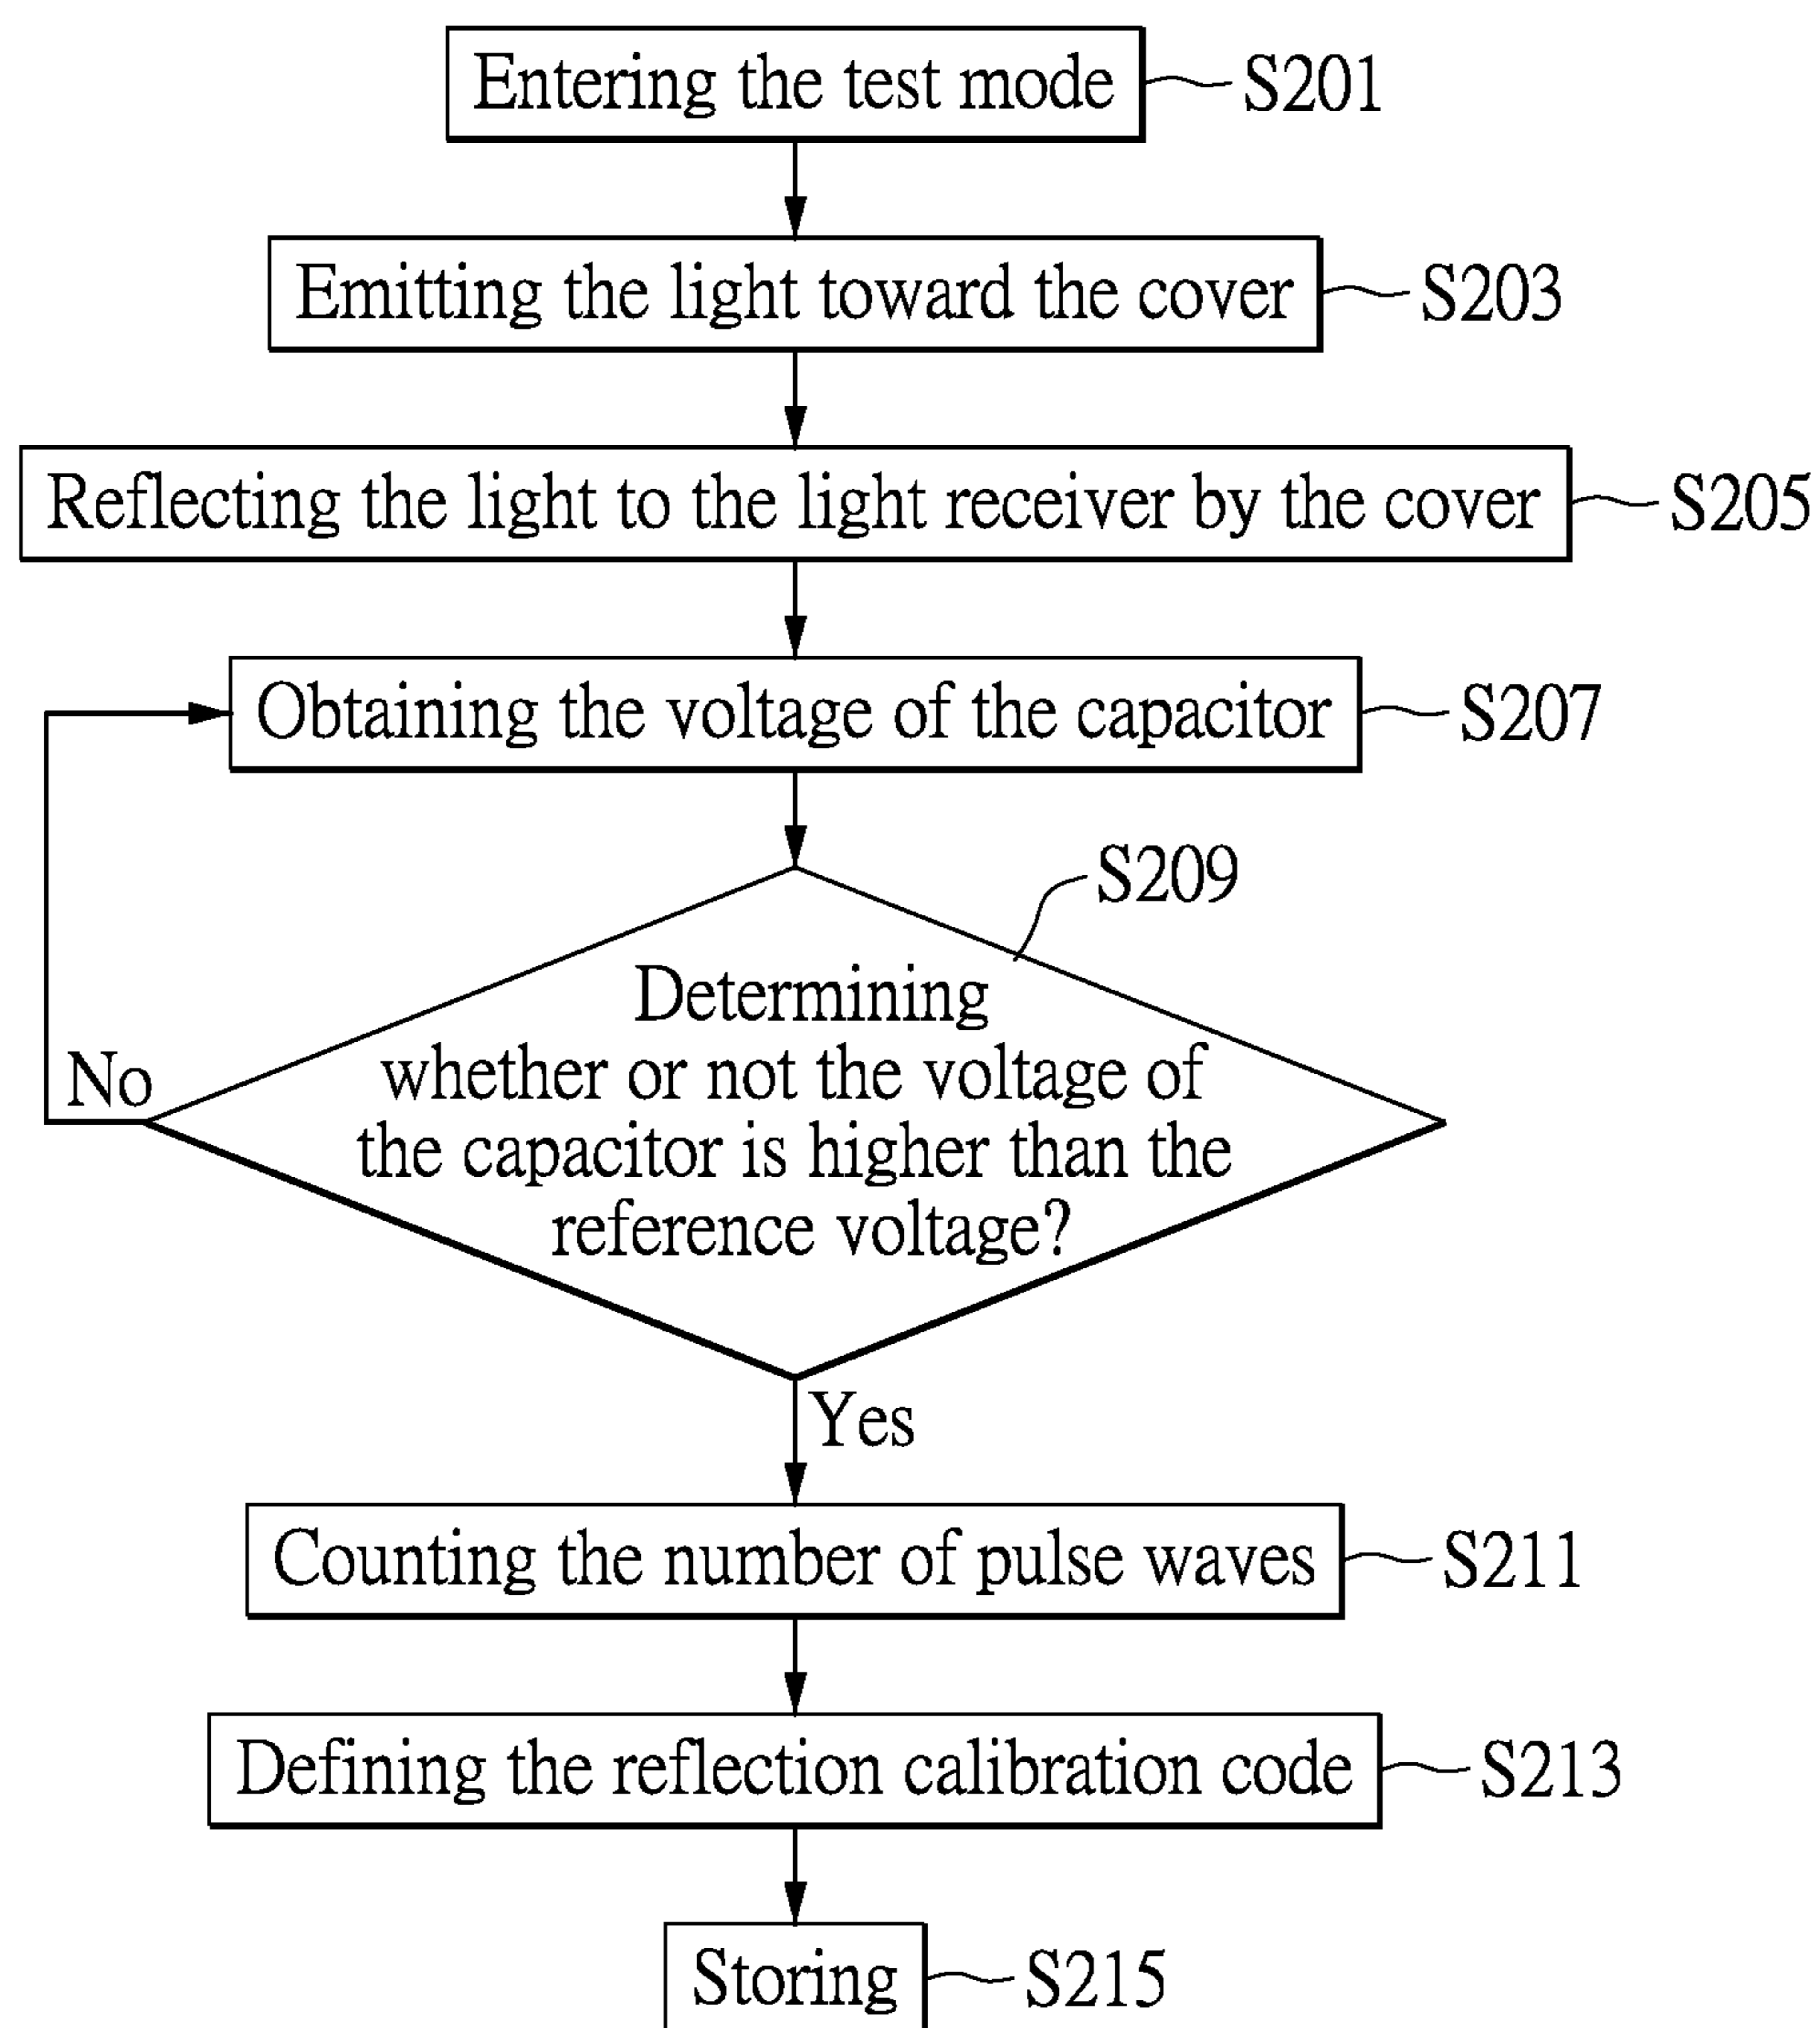 Entering the test mode S201
Emitting the light toward the cover S203
Reflecting the light to the light receiver by the cover S205
Obtaining the voltage of the capacitor S207
S209
Determining
whether or not the voltage of
the capacitor is higher than the
reference voltage?
No
Yes
Counting the number of pulse waves S211
Defining the reflection calibration code S213
Storing S215